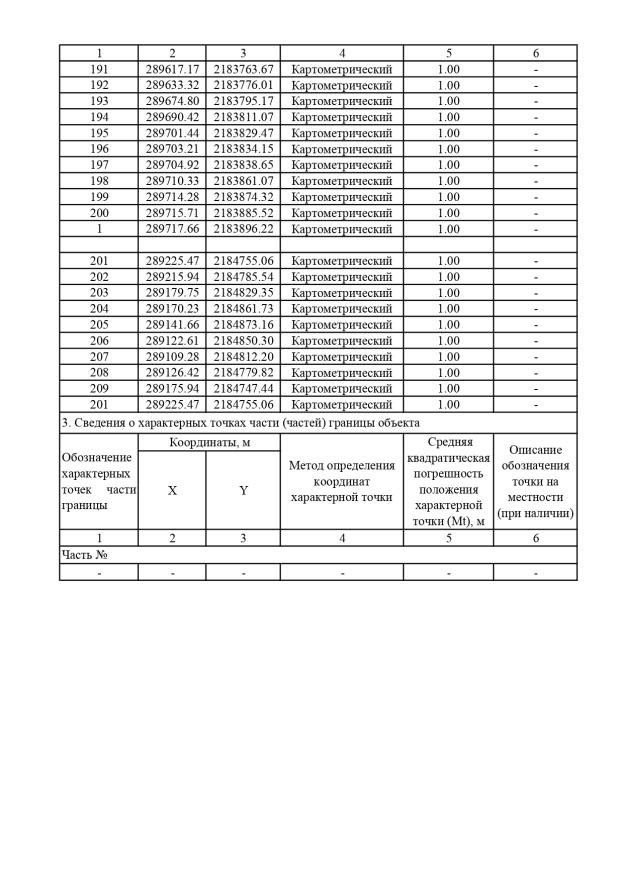 1 2 3 4 5 6
191 289617.17 2183763.67 Картометрический 1.00 -
192 289633.32 2183776.01 Картометрический 1.00 -
193 289674.80 2183795.17 Картометрический 1.00 -
194 289690.42 2183811.07 Картометрический 1.00 -
195 289701.44 2183829.47 Картометрический 1.00 -
196 289703.21 2183834.15 Картометрический 1.00 -
197 289704.92 2183838.65 Картометрический 1.00 -
198 289710.33 2183861.07 Картометрический 1.00 -
199 289714.28 2183874.32 Картометрический 1.00 -
200 289715.71 2183885.52 Картометрический 1.00 -
1 289717.66 2183896.22 Картометрический 1.00 -
201 289225.47 2184755.06 Картометрический 1.00 -
202 289215.94 2184785.54 Картометрический 1.00 -
203 289179.75 2184829.35 Картометрический 1.00 -
204 289170.23 2184861.73 Картометрический 1.00 -
205 289141.66 2184873.16 Картометрический 1.00 -
206 289122.61 2184850.30 Картометрический 1.00 -
207 289109.28 2184812.20 Картометрический 1.00 -
208 289126.42 2184779.82 Картометрический 1.00 -
209 289175.94 2184747.44 Картометрический 1.00 -
201 289225.47 2184755.06 Картометрический 1.00 -
3. Сведения о характерных точках части (частей) границы объекта
Обозначение
характерных
точек части
границы
Координаты, м
X
Y
Метод определения
координат
характерной точки
Средняя
квадратическая
погрешность
положения
характерной
точки (Mt), м
Описание
обозначения
точки на
местности
(при наличии)
1 2 3 4 5 6
Часть №
- - - - - -